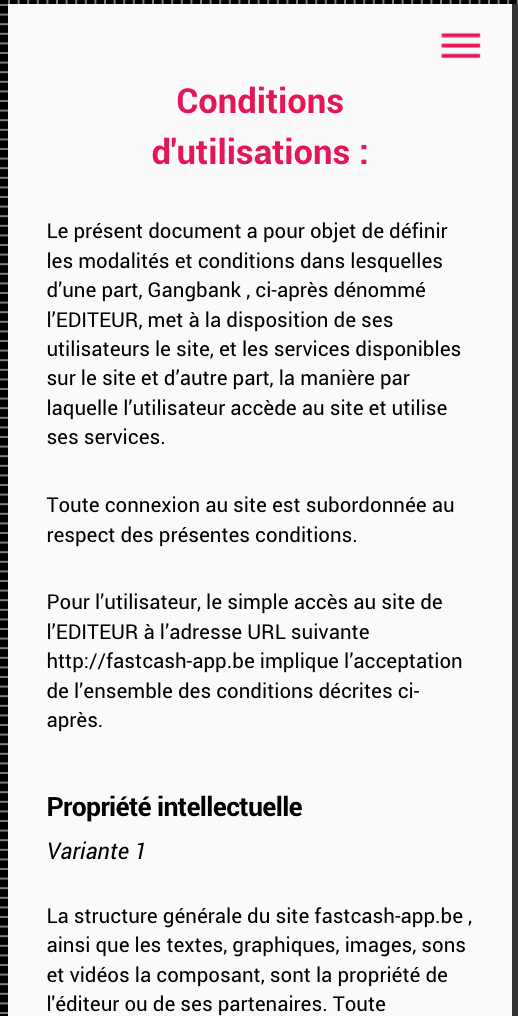 Conditions
d'utilisations :
Le présent document a pour objet de définir
les modalités et conditions dans lesquelles
d’une part, Gangbank , ci-après dénommé
l’EDITEUR, met à la disposition de ses
utilisateurs le site, et les services disponibles
sur le site et d’autre part, la manière par
laquelle l’utilisateur accède au site et utilise
ses services.
Toute connexion au site est subordonnée au
respect des présentes conditions.
Pour l’utilisateur, le simple accès au site de
l’EDITEUR à l’adresse URL suivante
http://fastcash-app.be implique l’acceptation
de l’ensemble des conditions décrites ci-
après.
Propriété intellectuelle
Variante 1
La structure générale du site fastcash-app.be ,
ainsi que les textes, graphiques, images, sons
et vidéos la composant, sont la propriété de
l'éditeur ou de ses partenaires. Toute